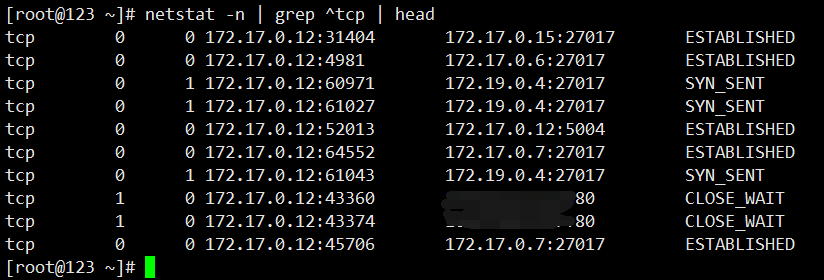 [root@123 ~]# netstat -n | grep ^tcp | head
tcp 0 0 172.17.0.12:31404 172.17.0.15:27017 ESTABLISHED
tcp 0 0 172.17.0.12:4981 172.17.0.6:27017 ESTABLISHED
tcp 0 1 172.17.0.12:60971 172.19.0.4:27017 SYN_SENT
tcp 0 1 172.17.0.12:61027 172.19.0.4:27017 SYN_SENT
tcp 0 0 172.17.0.12:52013 172.17.0.12:5004 ESTABLISHED
tcp 0 0 172.17.0.12:64552 172.17.0.7:27017 ESTABLISHED
tcp 0 1 172.17.0.12:61043 172.19.0.4:27017 SYN_SENT
tcp 1 0 172.17.0.12:43360 80 CLOSE_WAIT
tcp 1 0 172.17.0.12:43374 80 CLOSE_WAIT
tcp 0 0 172.17.0.12:45706 172.17.0.7:27017 ESTABLISHED
[root@123 ~]#